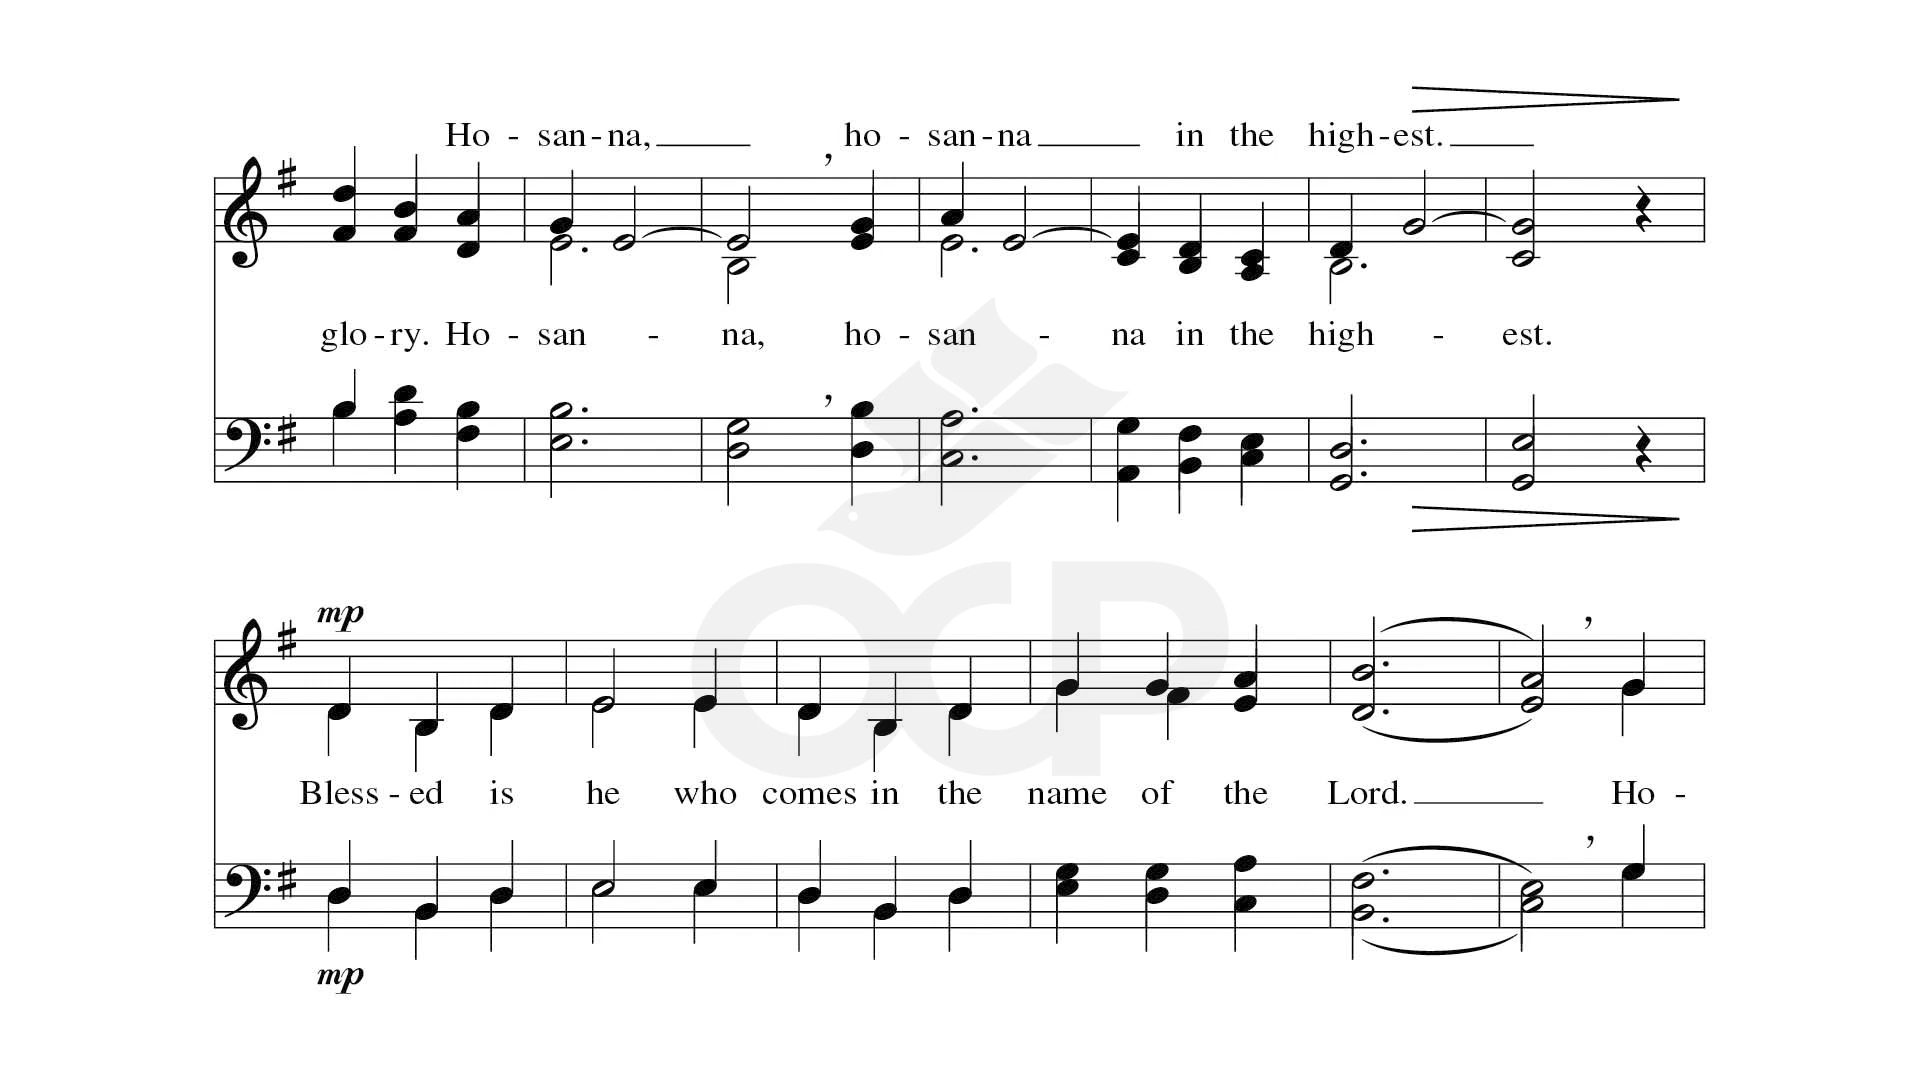 Ho - san - na, ho - san - na in the high - est.
glo - ry. Ho - san - na, ho - san - na in the high - est.
OCP
mp
Bless - ed is he who comes in the name of the Lord. Ho -
mp